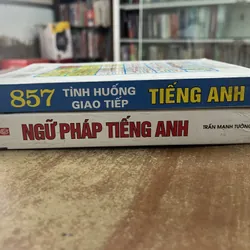 857 TÌNH HUỐNG GIAO TIẾP TIẾNG ANH
NGỮ PHÁP TIẾNG ANH TRẦN MẠNH TƯỜNG